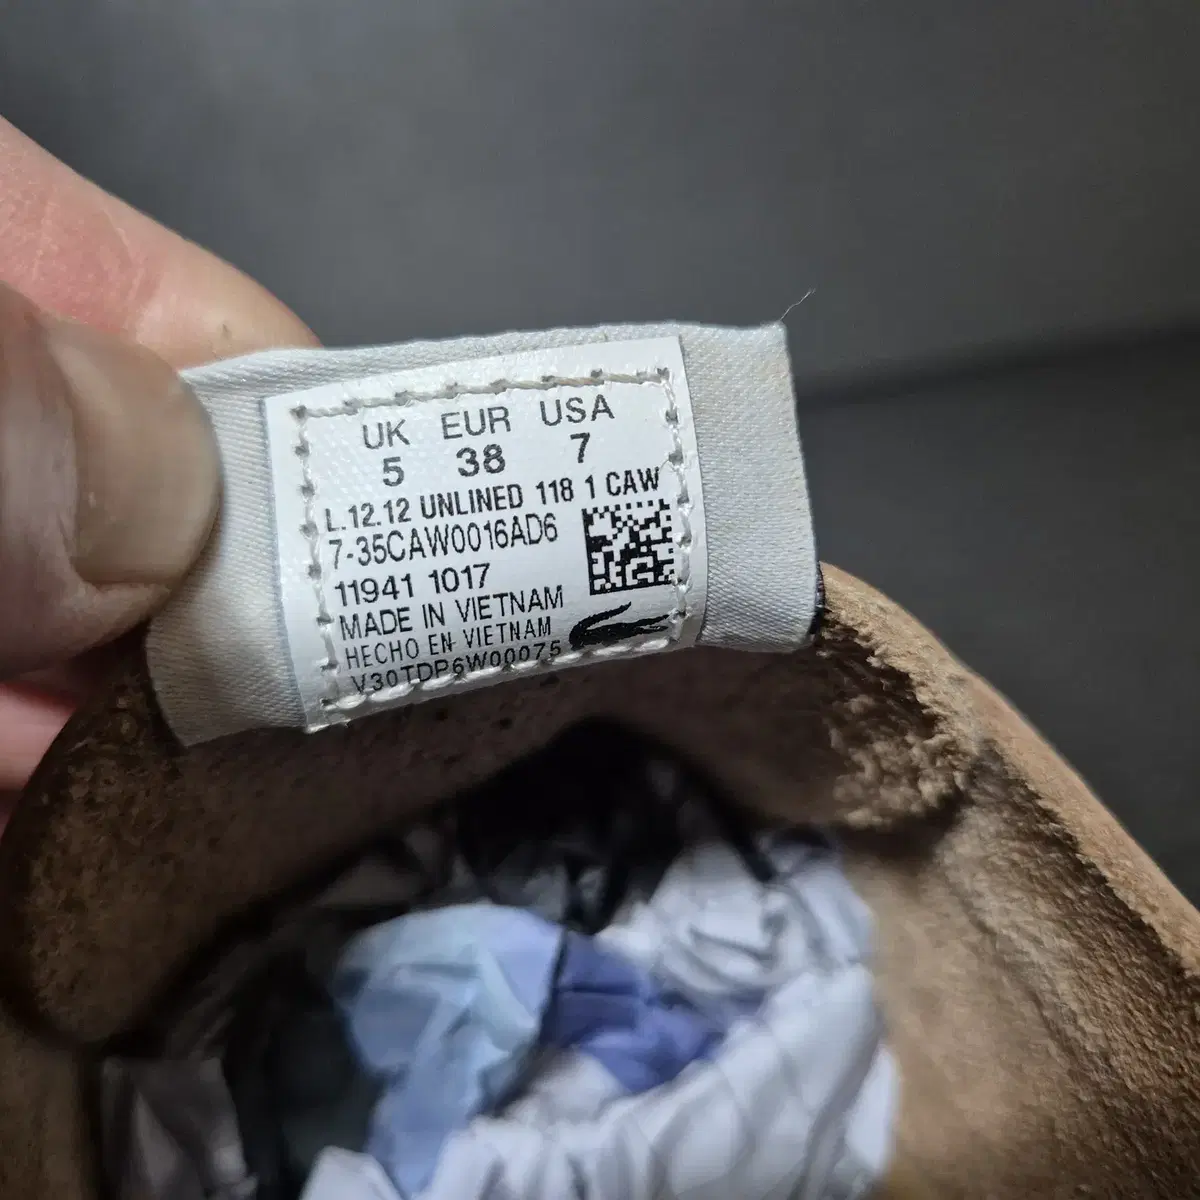 UK EUR USA
5 38 7
L.12.12 UNLINED 118 1 CAW
7-35CAW0016AD6
11941 1017
MADE IN VIETNAM
HECHO EN VIETNAM
V30TDP6W00075